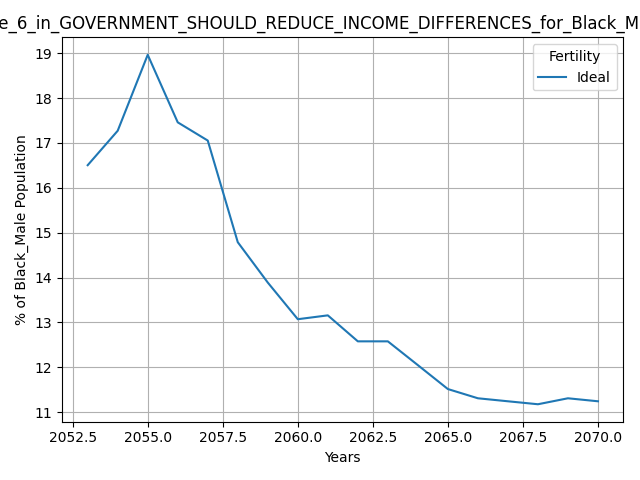 e_6_in_GOVERNMENT_SHOULD_REDUCE_INCOME_DIFFERENCES_for_Black_M
Fertility
Ideal
% of Black_Male Population
19
18
17
16
15
14
13
12
11
2052.5 2055.0 2057.5 2060.0 2062.5 2065.0 2067.5 2070.0
Years